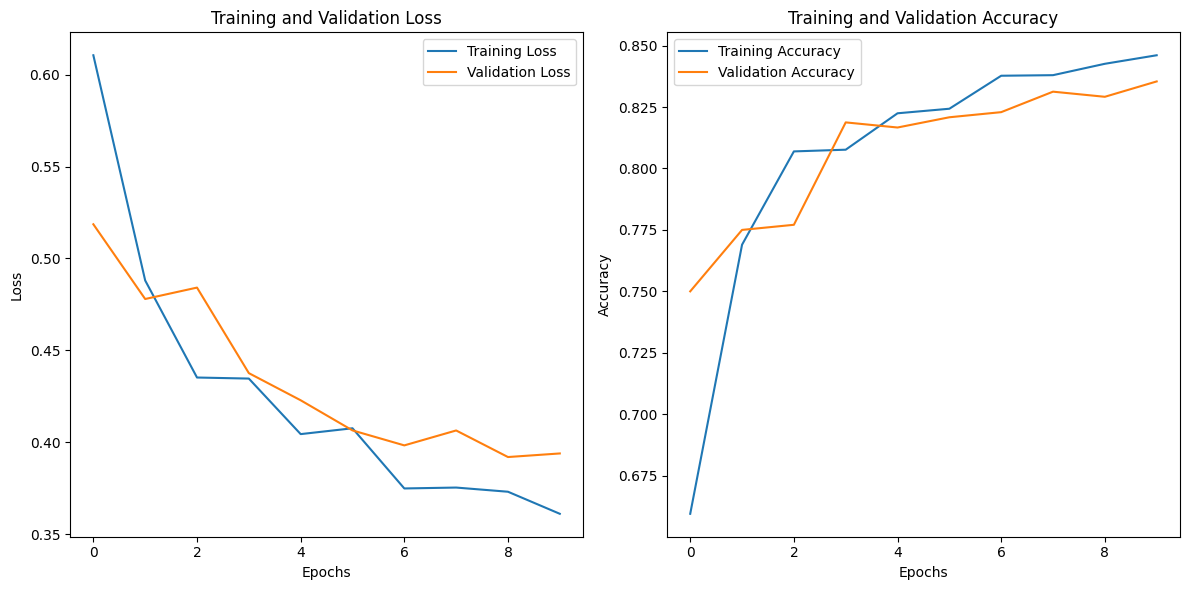 Training and Validation Loss
Training Loss
Validation Loss
0.60
0.55
0.50
0.45
0.40
0.35
Loss
0 2 4 6 8
Epochs
Training and Validation Accuracy
Training Accuracy
Validation Accuracy
0.850
0.825
0.800
0.775
0.750
0.725
0.700
0.675
Accuracy
0 2 4 6 8
Epochs